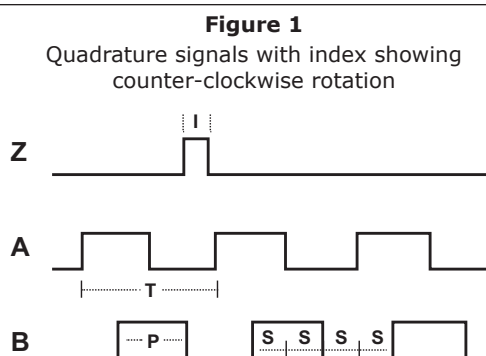 Figure 1
Quadrature signals with index showing
counter-clockwise rotation
I
Z
A
T
B
P
S S S S